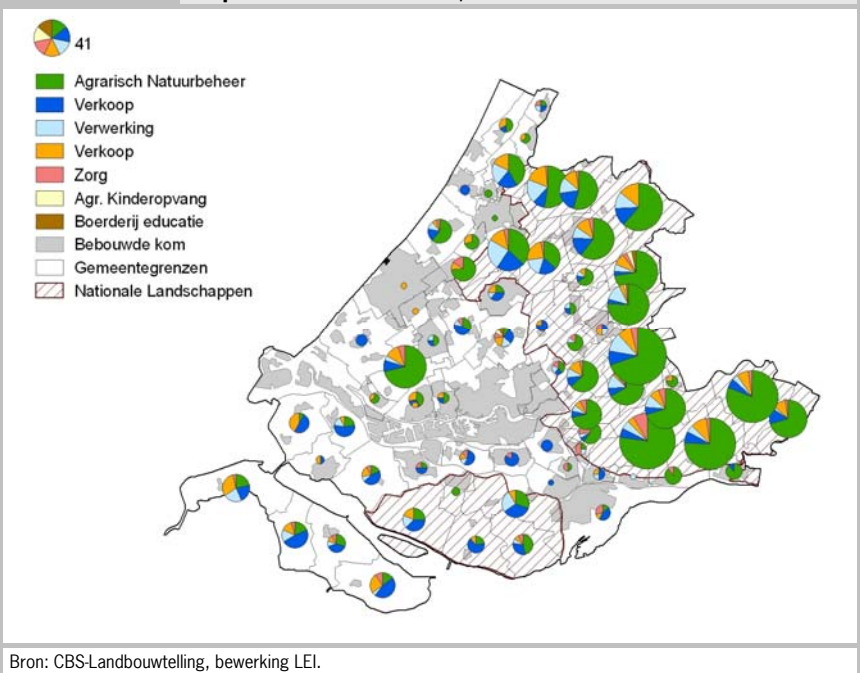 41
Agrarisch Natuurbeheer
Verkoop
Verwerking
Verkoop
Zorg
Agr. Kinderopvang
Boerderij educatie
Bebouwde kom
Gemeentegrenzen
Nationale Landschappen
Bron: CBS-Landbouwtelling, bewerking LEI.